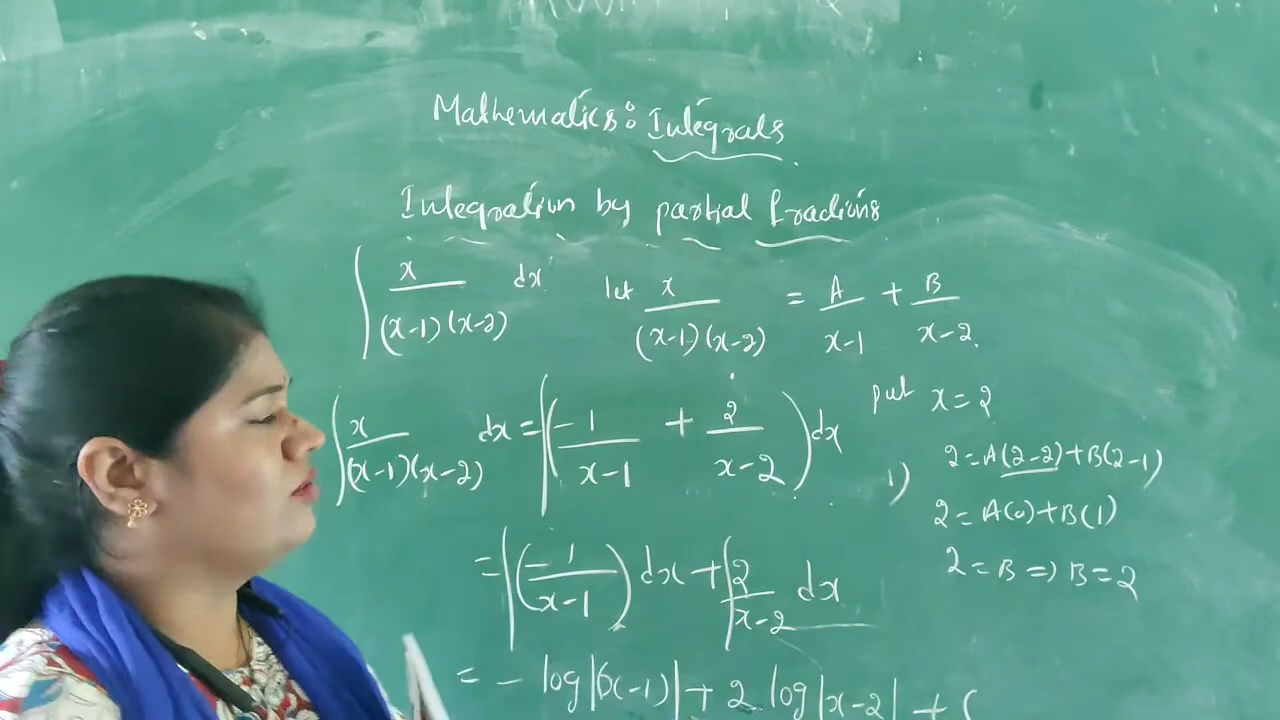 Mathematics: Integrals
Integration by partial fractions
∫ x/((x-1)(x-2)) dx let x/((x-1)(x-2)) = A/(x-1) + B/(x-2)
put x=2
∫ x/((x-1)(x-2)) dx = ∫(-1/(x-1) + 2/(x-2))dx
2=A(2-2)+B(2-1)
1)
2=A(0)+B(1)
= ∫(-1/(x-1)) dx + ∫ 2/(x-2) dx
2=B ⇒ B=2
= - log|(x-1)| + 2 log|x-2| + C